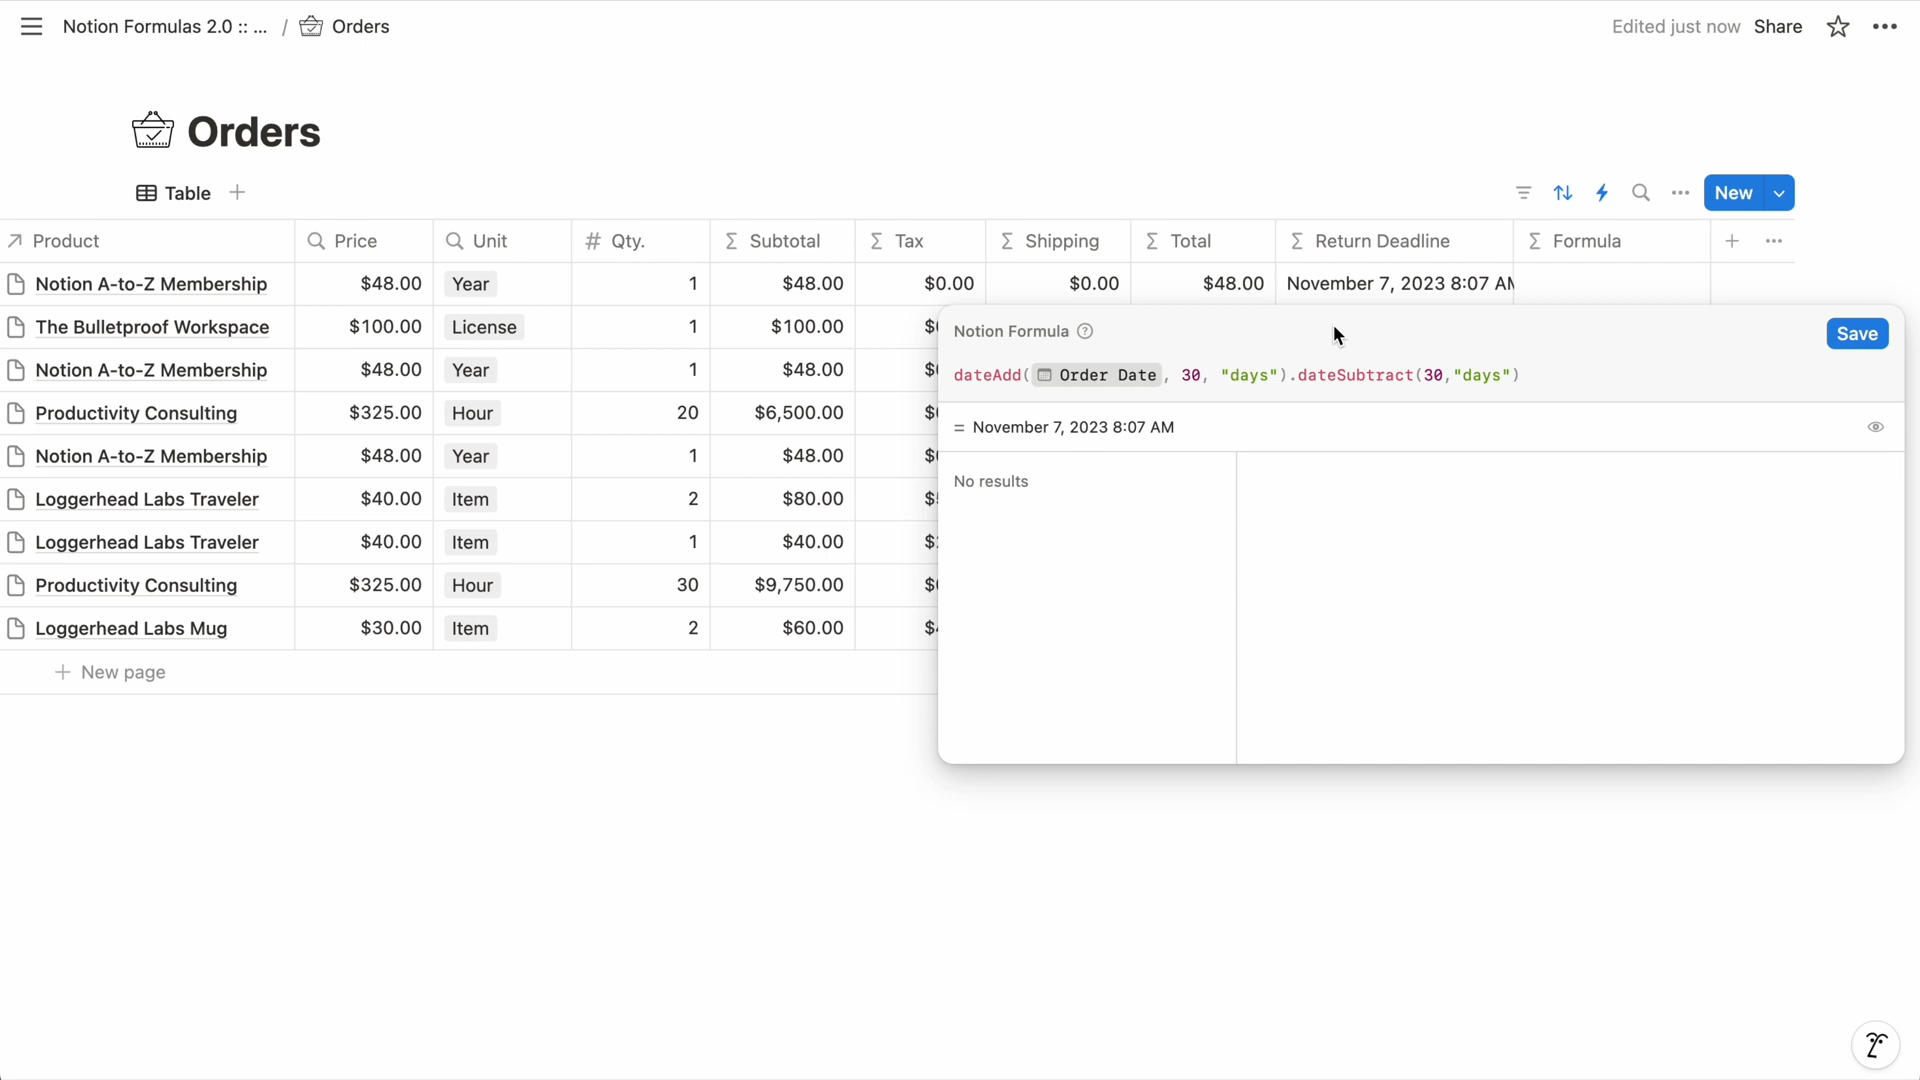 Notion Formulas 2.0 :: ... / Orders
Edited just now Share
Orders
Table
New
Product Price Unit # Qty. Σ Subtotal Σ Tax Σ Shipping Σ Total Σ Return Deadline Σ Formula
Notion A-to-Z Membership $48.00 Year 1 $48.00 $0.00 $0.00 $48.00 November 7, 2023 8:07 AM
The Bulletproof Workspace $100.00 License 1 $100.00
Notion A-to-Z Membership $48.00 Year 1 $48.00
Productivity Consulting $325.00 Hour 20 $6,500.00
Notion A-to-Z Membership $48.00 Year 1 $48.00
Loggerhead Labs Traveler $40.00 Item 2 $80.00
Loggerhead Labs Traveler $40.00 Item 1 $40.00
Productivity Consulting $325.00 Hour 30 $9,750.00
Loggerhead Labs Mug $30.00 Item 2 $60.00
New page
Notion Formula
Save
dateAdd( Order Date , 30, "days").dateSubtract(30,"days")
= November 7, 2023 8:07 AM
No results